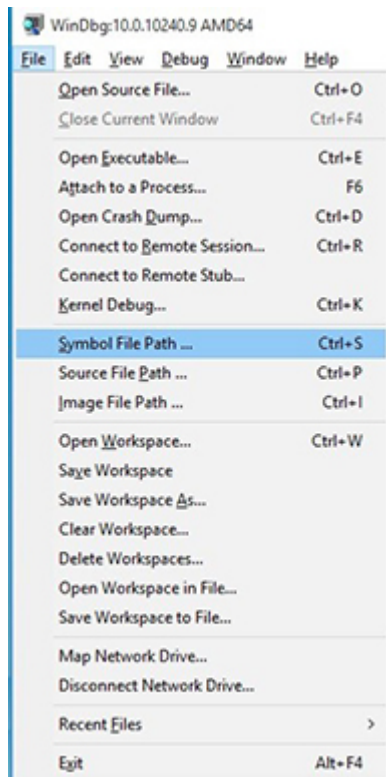 WinDbg:10.0.10240.9 AMD64
File Edit View Debug Window Help
Open Source File... Ctrl+O
Close Current Window Ctrl+F4
Open Executable... Ctrl+E
Attach to a Process... F6
Open Crash Dump... Ctrl+D
Connect to Remote Session... Ctrl+R
Connect to Remote Stub...
Kernel Debug... Ctrl+K
Symbol File Path ... Ctrl+S
Source File Path ... Ctrl+P
Image File Path ... Ctrl+I
Open Workspace... Ctrl+W
Save Workspace
Save Workspace As...
Clear Workspace...
Delete Workspaces...
Open Workspace in File...
Save Workspace to File...
Map Network Drive...
Disconnect Network Drive...
Recent Files >
Exit Alt+F4